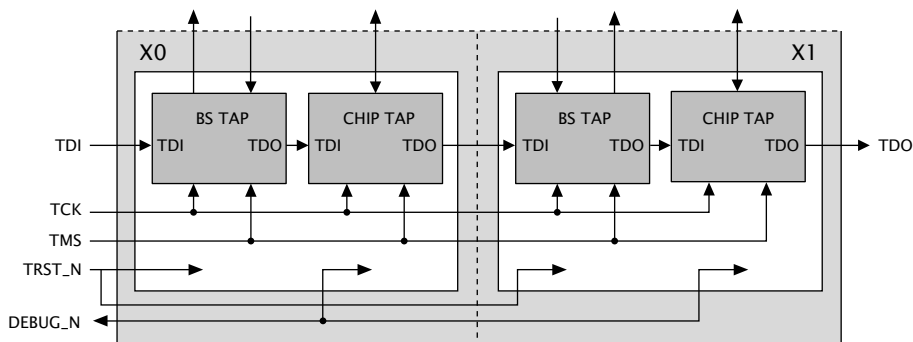 X0 X1
BS TAP CHIP TAP BS TAP CHIP TAP
TDI TDI TDO TDI TDO TDI TDO TDI TDO TDO
TCK
TMS
TRST_N
DEBUG_N